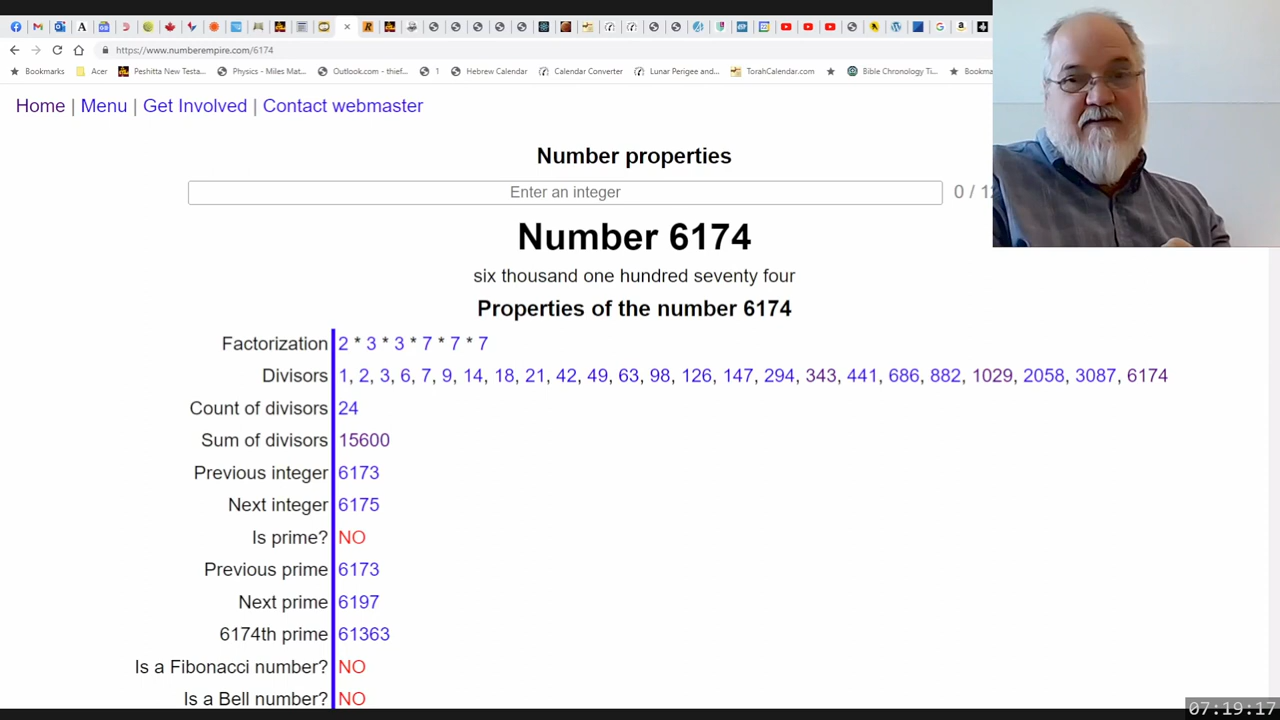 https://www.numberempire.com/6174
Bookmarks Acer Peshitta New Testa... Physics - Miles Mat... Outlook.com - thief... 1 Hebrew Calendar Calendar Converter Lunar Perigee and... TorahCalendar.com Bible Chronology Ti... Bookma
Home | Menu | Get Involved | Contact webmaster
Number properties
Enter an integer 0 / 12
Number 6174
six thousand one hundred seventy four
Properties of the number 6174
Factorization 2 * 3 * 3 * 7 * 7 * 7
Divisors 1, 2, 3, 6, 7, 9, 14, 18, 21, 42, 49, 63, 98, 126, 147, 294, 343, 441, 686, 882, 1029, 2058, 3087, 6174
Count of divisors 24
Sum of divisors 15600
Previous integer 6173
Next integer 6175
Is prime? NO
Previous prime 6173
Next prime 6197
6174th prime 61363
Is a Fibonacci number? NO
Is a Bell number? NO
07:19:17